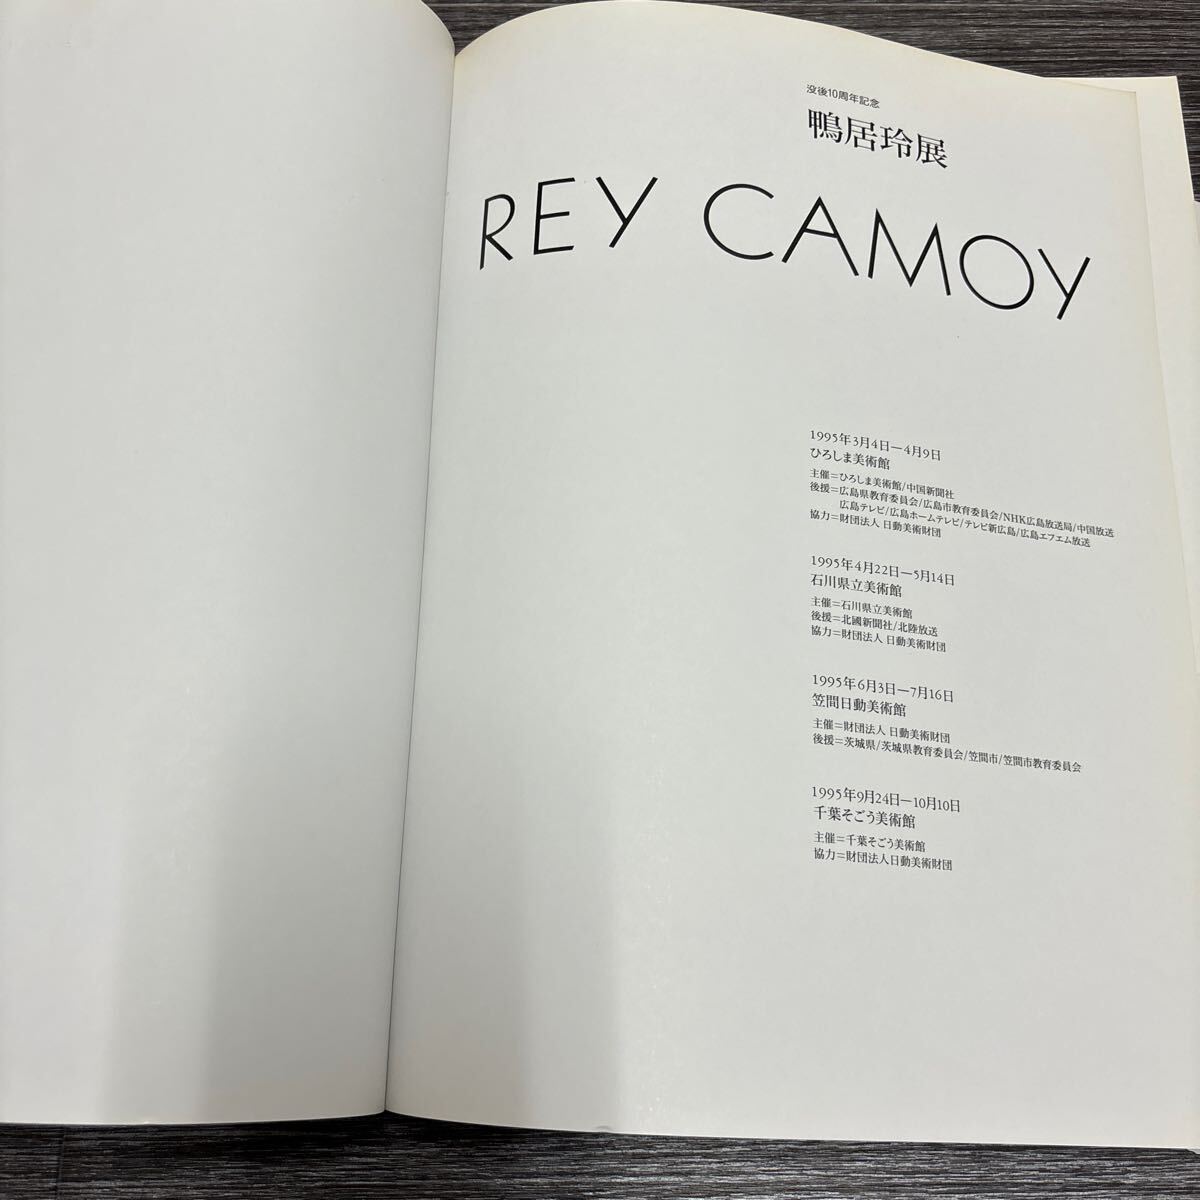 没後10周年記念
鴨居玲展
REY CAMOY
1995年3月4日—4月9日
ひろしま美術館
主催=ひろしま美術館/中国新聞社
後援=広島県教育委員会/広島市教育委員会/NHK広島放送局/中国放送
広島テレビ/広島ホームテレビ/テレビ新広島/広島エフエム放送
協力=財団法人 日動美術財団
1995年4月22日—5月14日
石川県立美術館
主催=石川県立美術館
後援=北國新聞社/北陸放送
協力=財団法人 日動美術財団
1995年6月3日—7月16日
笠間日動美術館
主催=財団法人 日動美術財団
後援=茨城県/茨城県教育委員会/笠間市/笠間市教育委員会
1995年9月24日—10月10日
千葉そごう美術館
主催=千葉そごう美術館
協力=財団法人日動美術財団